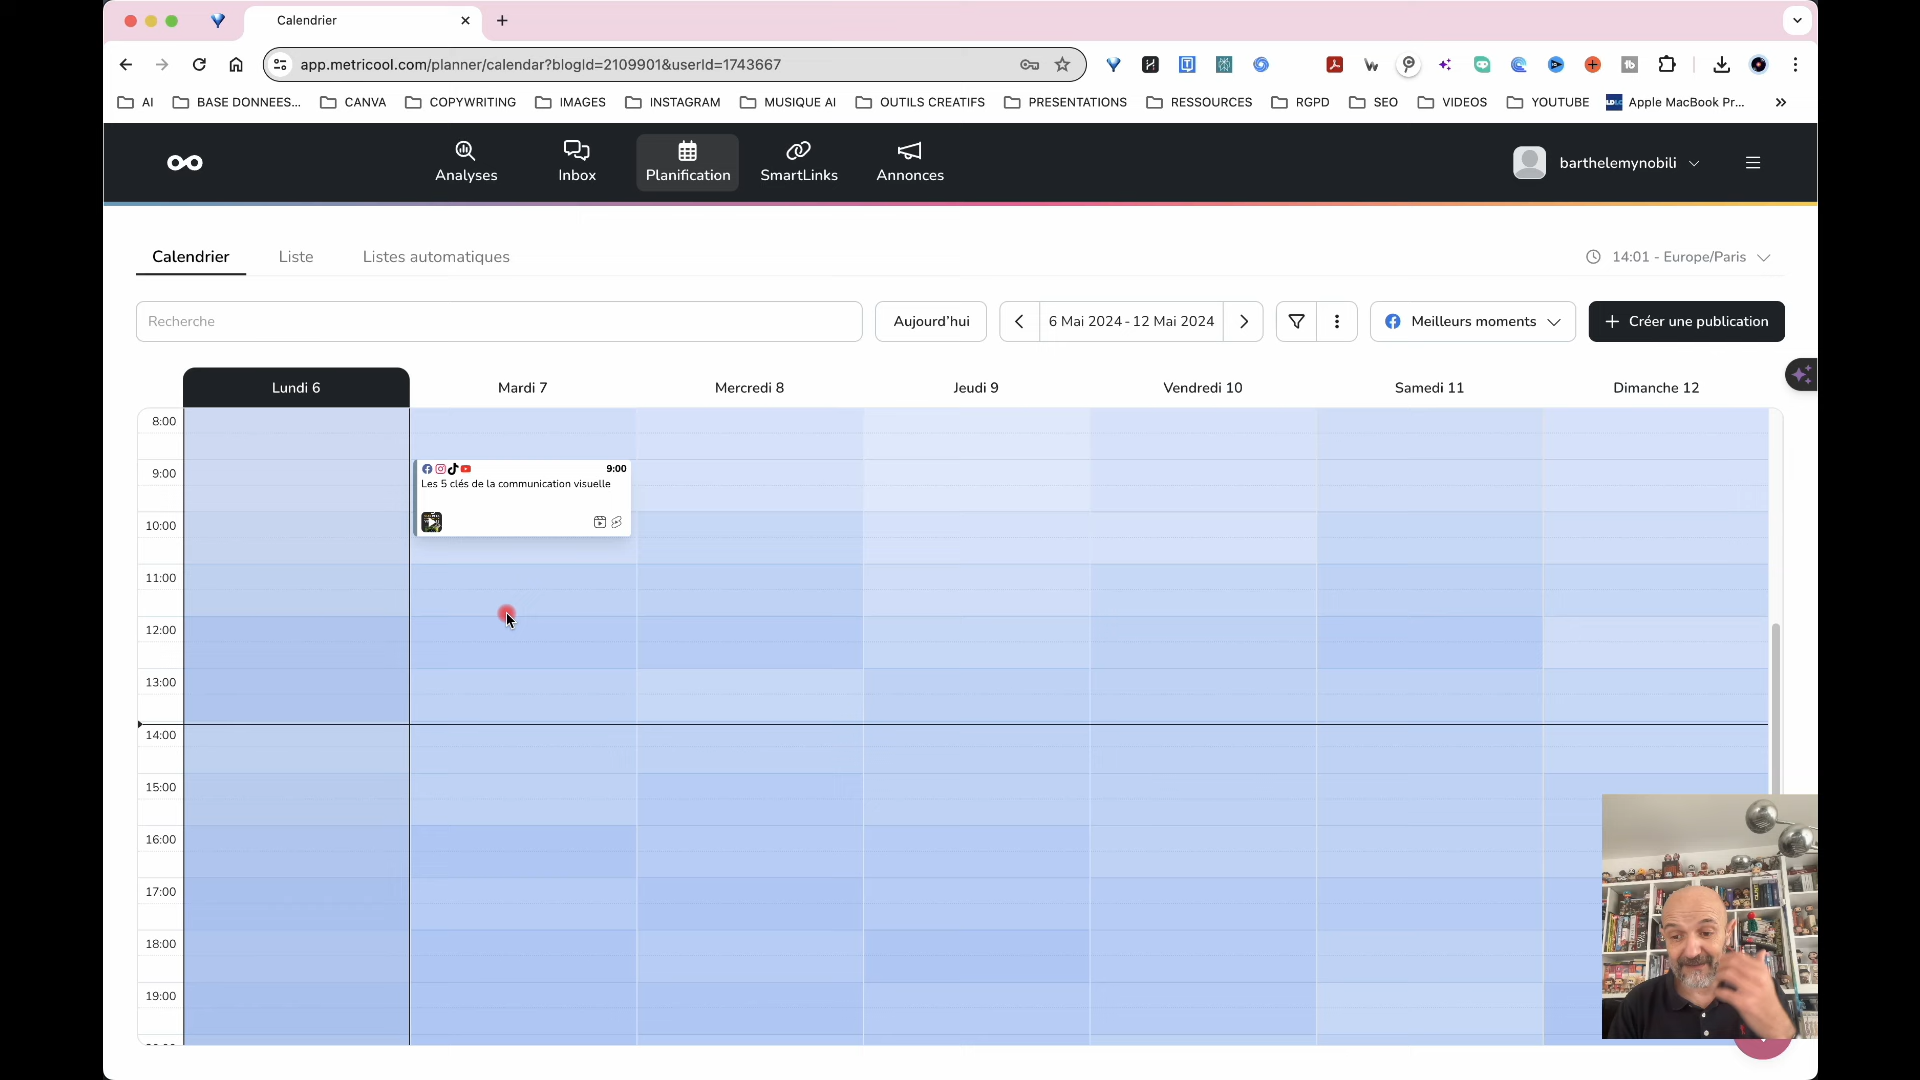 Calendrier
app.metricool.com/planner/calendar?blogId=2109901&userId=1743667
AI
BASE DONNEES...
CANVA
COPYWRITING
IMAGES
INSTAGRAM
MUSIQUE AI
OUTILS CREATIFS
PRESENTATIONS
RESSOURCES
RGPD
SEO
VIDEOS
YOUTUBE
Apple MacBook Pr...
Analyses
Inbox
Planification
SmartLinks
Annonces
barthelemynobili
Calendrier
Liste
Listes automatiques
14:01 - Europe/Paris
Recherche
Aujourd'hui
6 Mai 2024 - 12 Mai 2024
Meilleurs moments
+ Créer une publication
Lundi 6
Mardi 7
Mercredi 8
Jeudi 9
Vendredi 10
Samedi 11
Dimanche 12
8:00
9:00
9:00
Les 5 clés de la communication visuelle
10:00
11:00
12:00
13:00
14:00
15:00
16:00
17:00
18:00
19:00